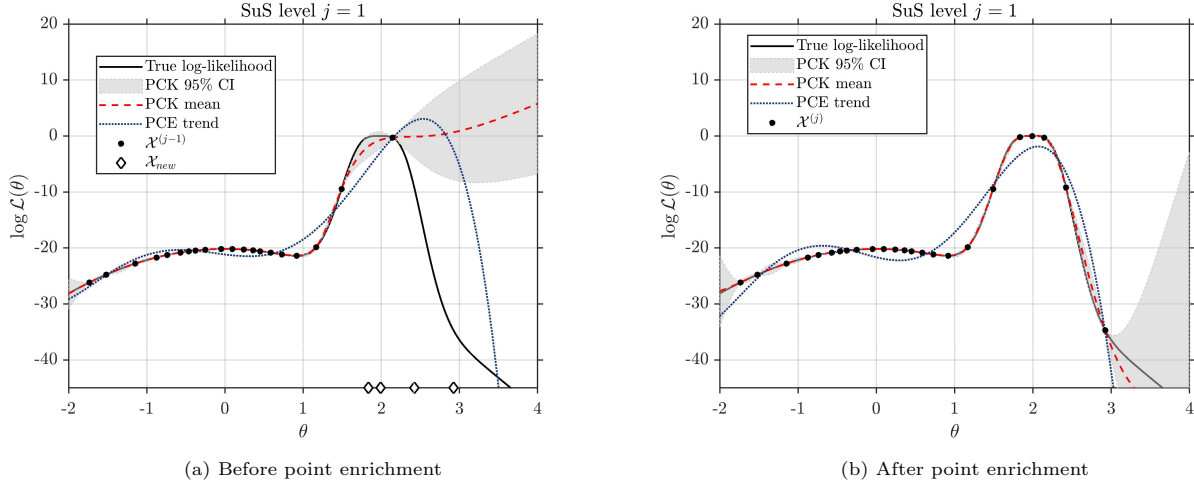 SuS level j = 1
20
10
0
-10
-20
-30
-40
log L(θ)
True log-likelihood
PCK 95% CI
PCK mean
PCE trend
𝒳^(j−1)
𝒳_new
-2
-1
0
1
2
3
4
θ
(a) Before point enrichment
SuS level j = 1
20
10
0
-10
-20
-30
-40
log L(θ)
True log-likelihood
PCK 95% CI
PCK mean
PCE trend
𝒳^(j)
-2
-1
0
1
2
3
4
θ
(b) After point enrichment